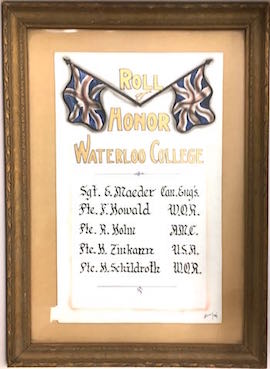 Roll
of
Honor
Waterloo College
Sgt. E. Maeder Can. Engs.
Pte. F. Howald W.O.R.
Pte. R. Holm A.M.C.
Pte. H. Zinkann U.S.A.
Pte. H. Schildroth W.O.R.